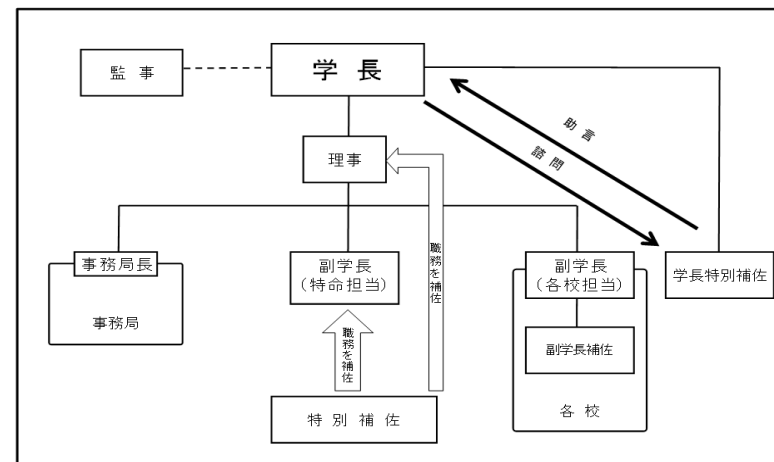 監事
学長
助言
諮問
理事
職務を補佐
事務局長
事務局
副学長
（特命担当）
副学長
（各校担当）
学長特別補佐
職務を補佐
副学長補佐
特別補佐
各校